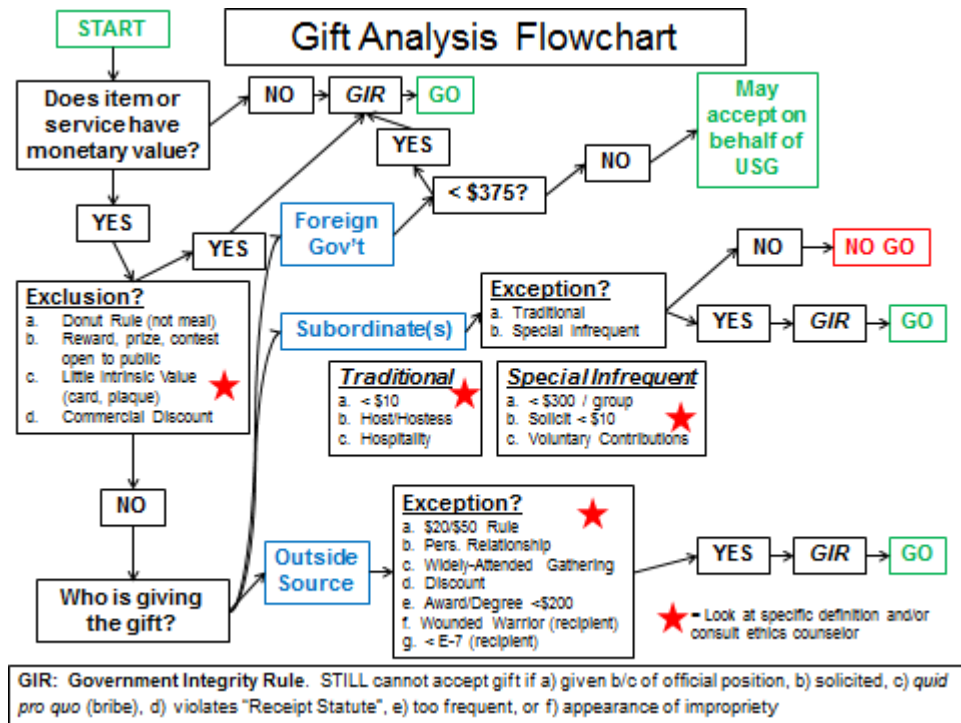 START
Gift Analysis Flowchart
Does item or
service have
monetary value?
NO
GIR
GO
May
accept on
behalf of
USG
YES
NO
< $375?
YES
YES
Foreign
Gov't
NO
NO GO
Exclusion?
a. Donut Rule (not meal)
b. Reward, prize, contest
open to public
c. Little Intrinsic Value
(card, plaque)
d. Commercial Discount
Subordinate(s)
Exception?
a. Traditional
b. Special Infrequent
YES
GIR
GO
Traditional
a. < $10
b. Host/Hostess
c. Hospitality
Special Infrequent
a. < $300 / group
b. Solicit < $10
c. Voluntary Contributions
NO
Who is giving
the gift?
Outside
Source
Exception?
a. $20/$50 Rule
b. Pers. Relationship
c. Widely-Attended Gathering
d. Discount
e. Award/Degree <$200
f. Wounded Warrior (recipient)
g. < E-7 (recipient)
YES
GIR
GO
= Look at specific definition and/or
consult ethics counselor
GIR: Government Integrity Rule. STILL cannot accept gift if a) given b/c of official position, b) solicited, c) quid
pro quo (bribe), d) violates "Receipt Statute", e) too frequent, or f) appearance of impropriety